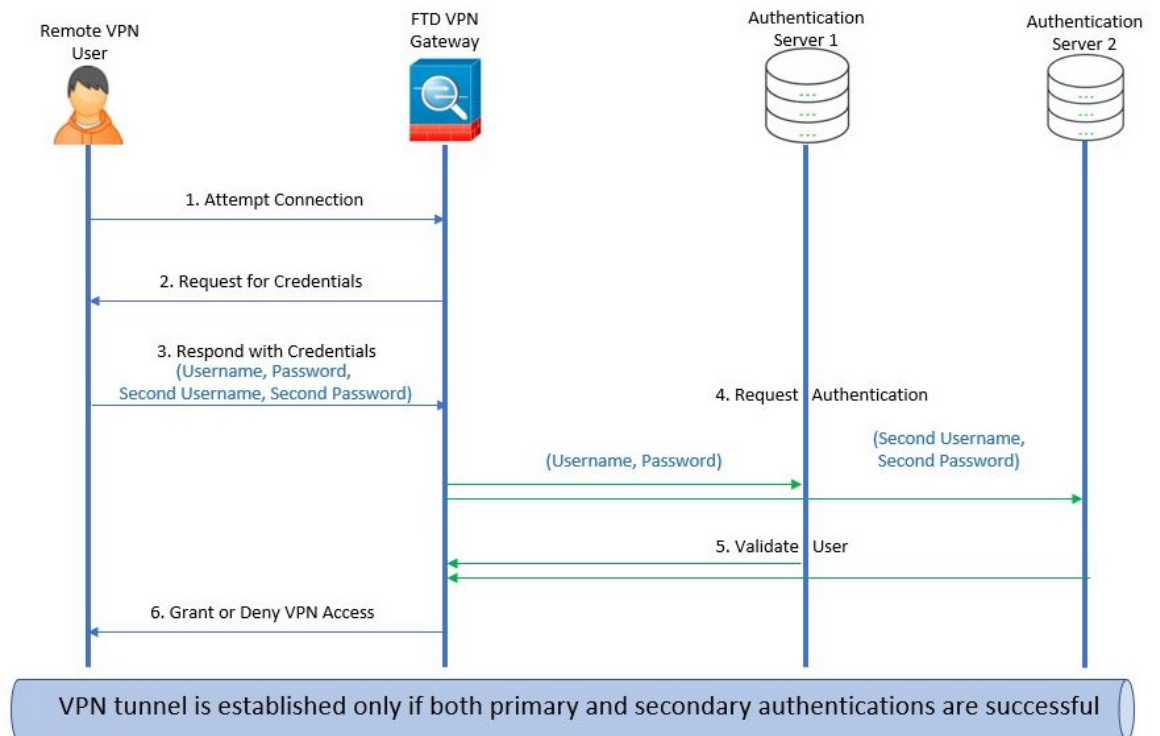 Remote VPN
User
FTD VPN
Gateway
Authentication
Server 1
Authentication
Server 2
1. Attempt Connection
2. Request for Credentials
3. Respond with Credentials
(Username, Password,
Second Username, Second Password)
4. Request Authentication
(Username, Password)
(Second Username,
Second Password)
5. Validate User
6. Grant or Deny VPN Access
VPN tunnel is established only if both primary and secondary authentications are successful